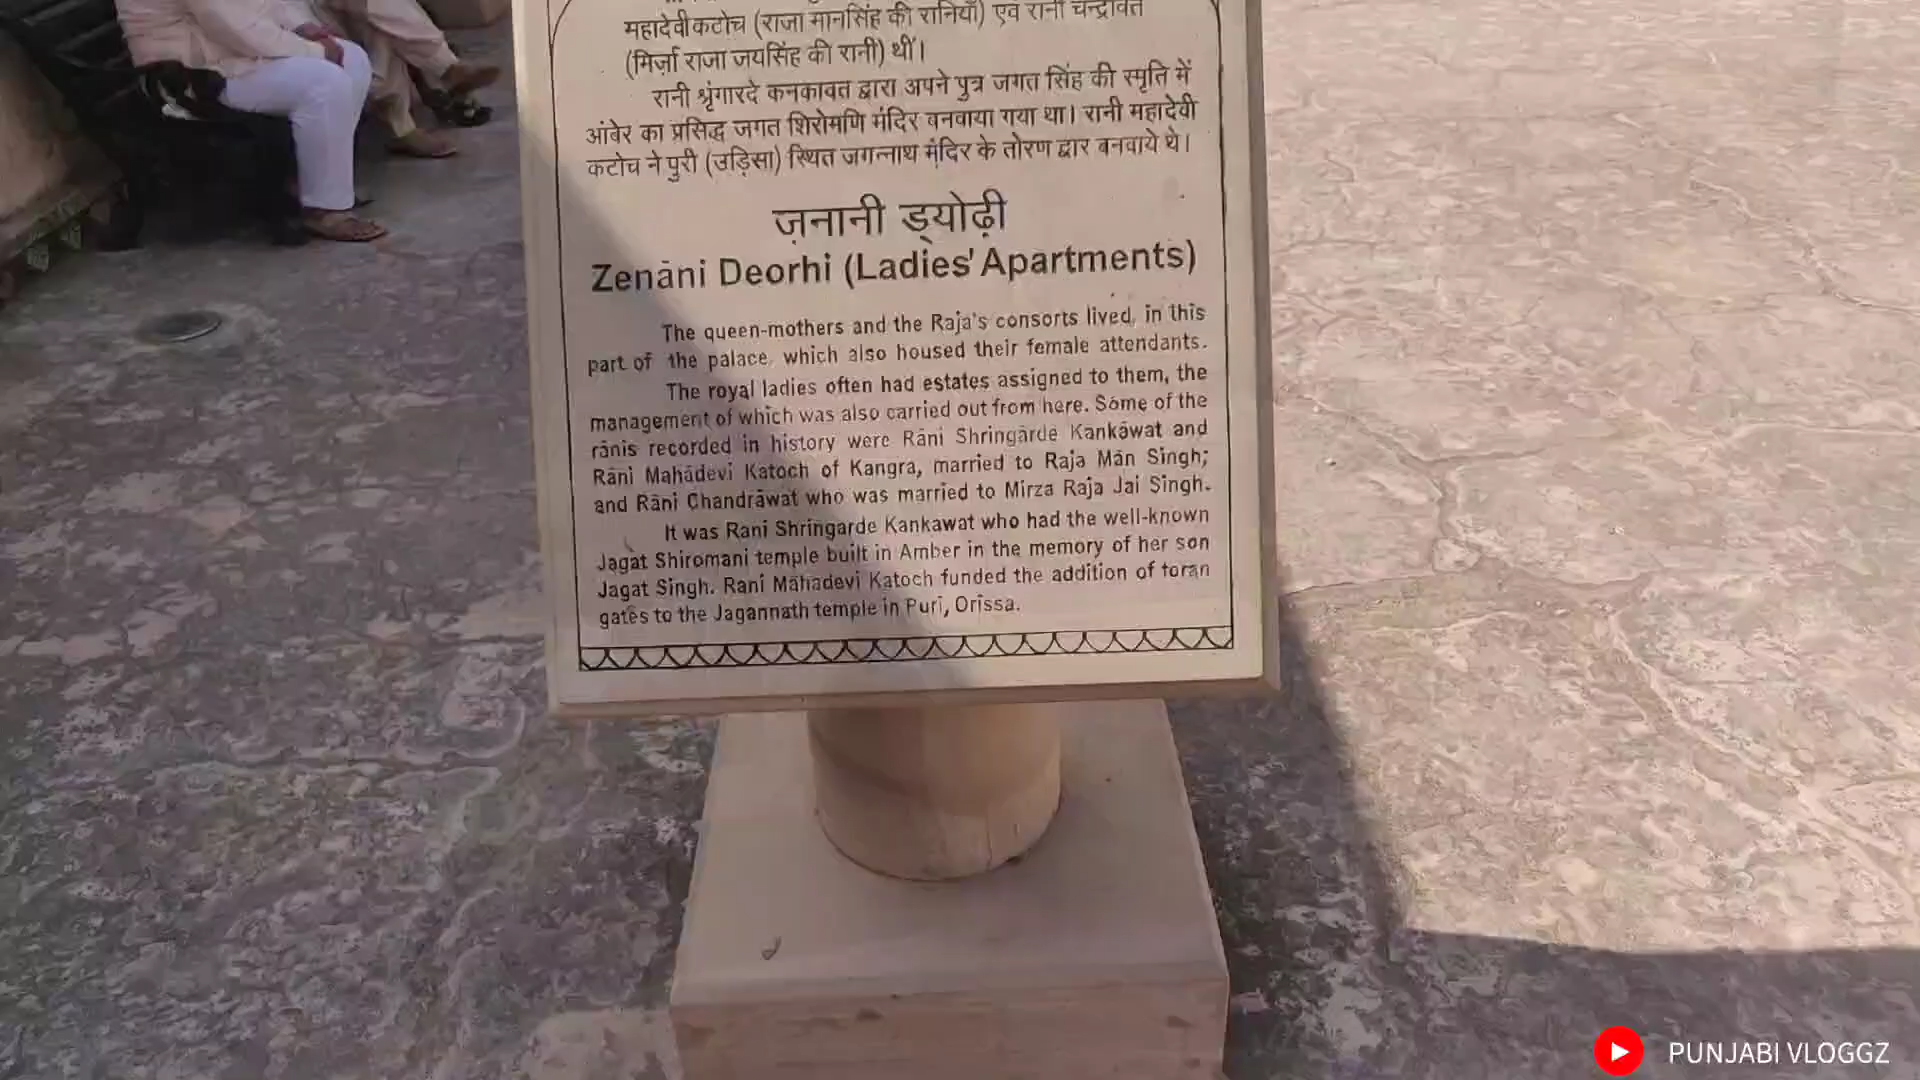 महादेवी कटोच (राजा मानसिंह की रानियाँ) एवं रानी चन्द्रावत
(मिर्ज़ा राजा जयसिंह की रानी) थीं।
रानी श्रृंगारदे कनकावत द्वारा अपने पुत्र जगत सिंह की स्मृति में
आंबेर का प्रसिद्ध जगत शिरोमणि मंदिर बनवाया गया था। रानी महादेवी
कटोच ने पुरी (उड़िसा) स्थित जगन्नाथ मंदिर के तोरण द्वार बनवाये थे।
ज़नानी ड्योढ़ी
Zenāni Deorhi (Ladies' Apartments)
The queen-mothers and the Raja's consorts lived, in this
part of the palace, which also housed their female attendants.
The royal ladies often had estates assigned to them, the
management of which was also carried out from here. Some of the
rānis recorded in history were Rāni Shringārdē Kankāwat and
Rāni Mahādevi Katoch of Kangra, married to Raja Mān Singh;
and Rāni Chandrāwat who was married to Mirza Raja Jai Singh.
It was Rani Shringarde Kankawat who had the well-known
Jagat Shiromani temple built in Amber in the memory of her son
Jagat Singh. Rani Mahadevi Katoch funded the addition of toran
gates to the Jagannath temple in Puri, Orissa.
PUNJABI VLOGGZ